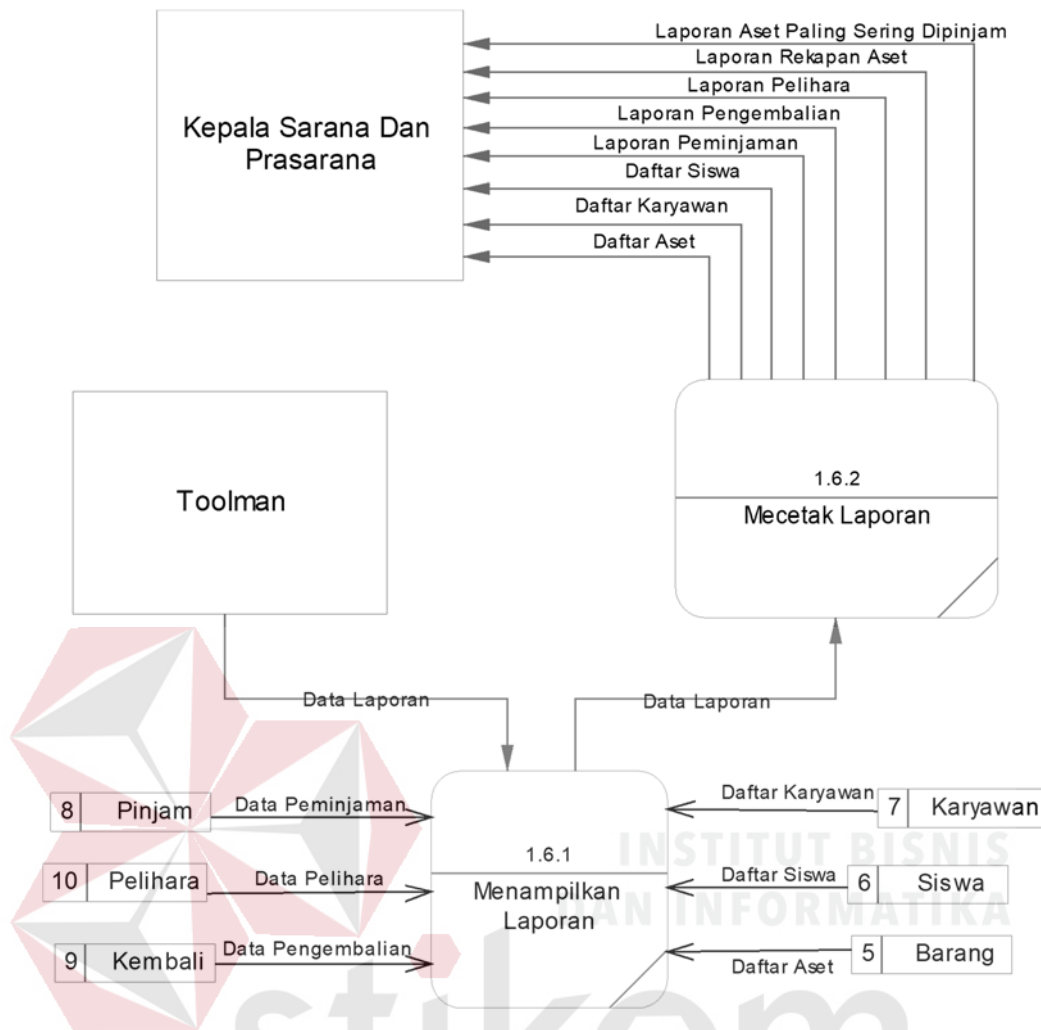 Laporan Aset Paling Sering Dipinjam
Laporan Rekapan Aset
Laporan Pelihara
Laporan Pengembalian
Laporan Peminjaman
Daftar Siswa
Daftar Karyawan
Daftar Aset
Kepala Sarana Dan
Prasarana
Toolman
1.6.2
Mecetak Laporan
Data Laporan
Data Laporan
8 Pinjam
Data Peminjaman
10 Pelihara
Data Pelihara
9 Kembali
Data Pengembalian
1.6.1
Menampilkan
Laporan
Daftar Karyawan
7 Karyawan
Daftar Siswa
6 Siswa
Daftar Aset
5 Barang
INSTITUT BISNIS
DAN INFORMATIKA
stikom